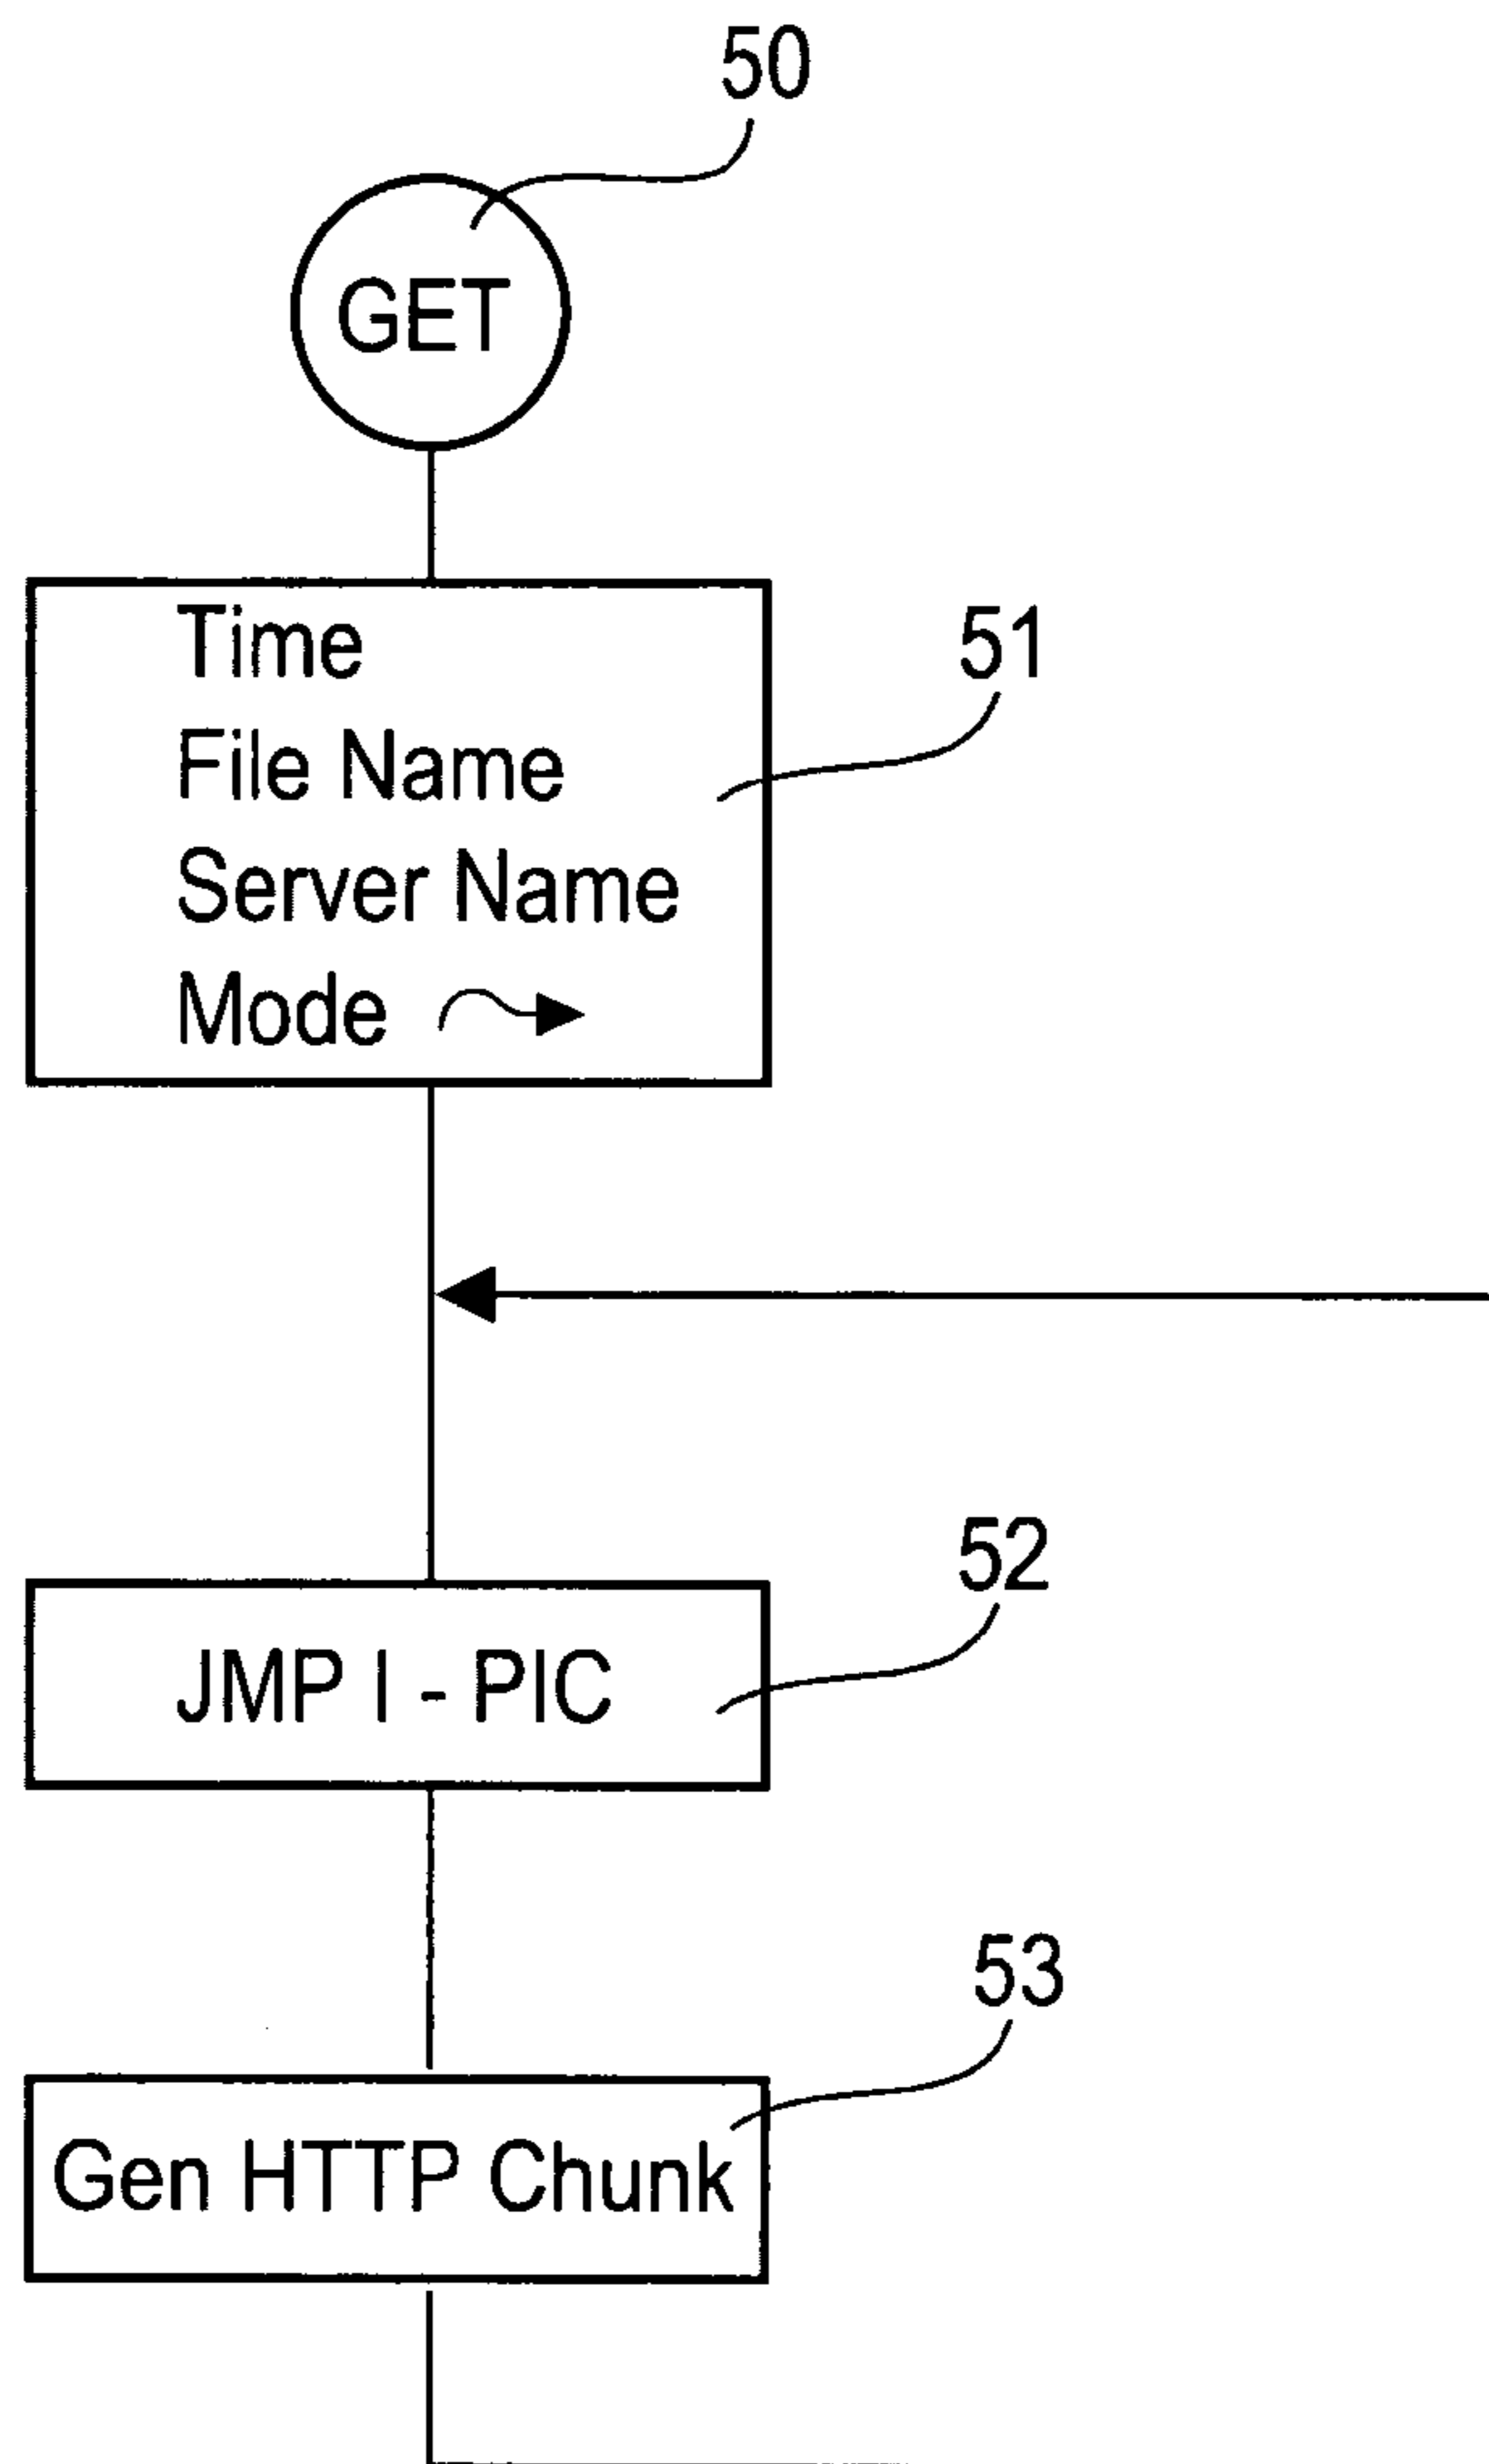 50
GET
Time
51
File Name
Server Name
Mode
52
JMP I - PIC
53
Gen HTTP Chunk